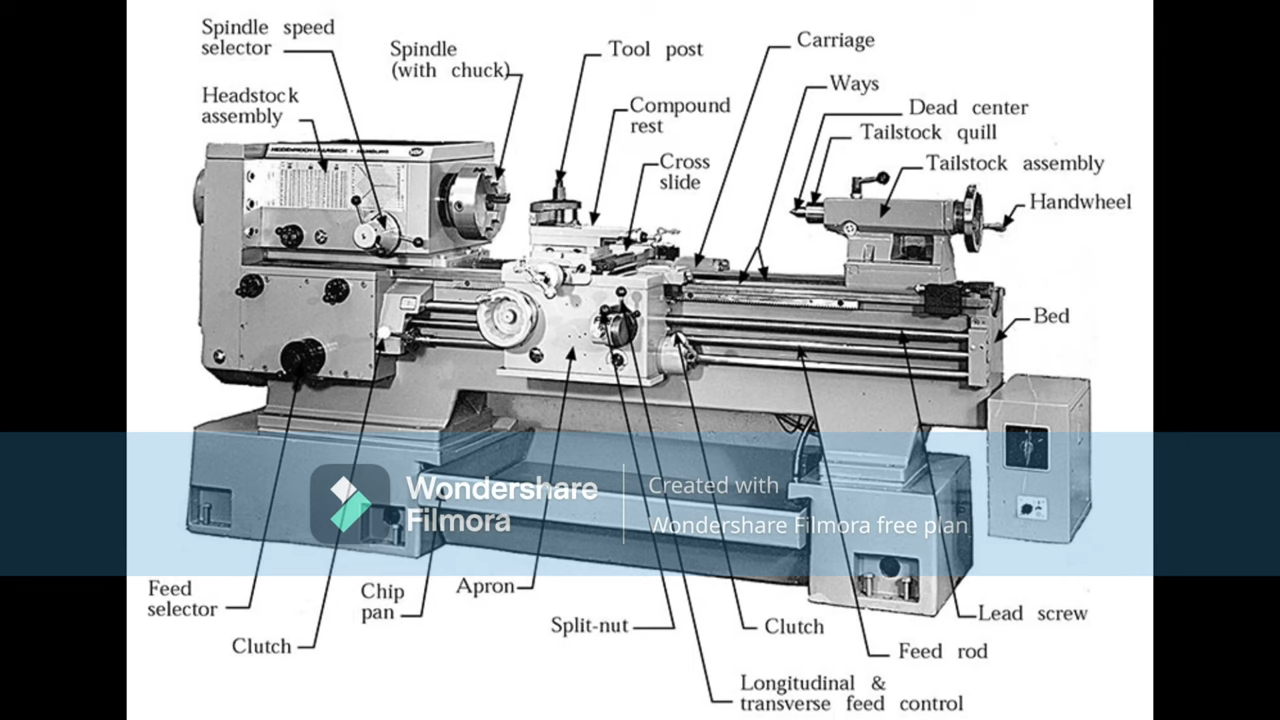 Spindle speed
selector
Spindle
(with chuck)
Headstock
assembly
Tool post
Compound
rest
Cross
slide
Carriage
Ways
Dead center
Tailstock quill
Tailstock assembly
Handwheel
Bed
Wondershare
Filmora
Created with
Wondershare Filmora free plan
Feed
selector
Clutch
Chip
pan
Apron
Split-nut
Clutch
Longitudinal &
transverse feed control
Feed rod
Lead screw